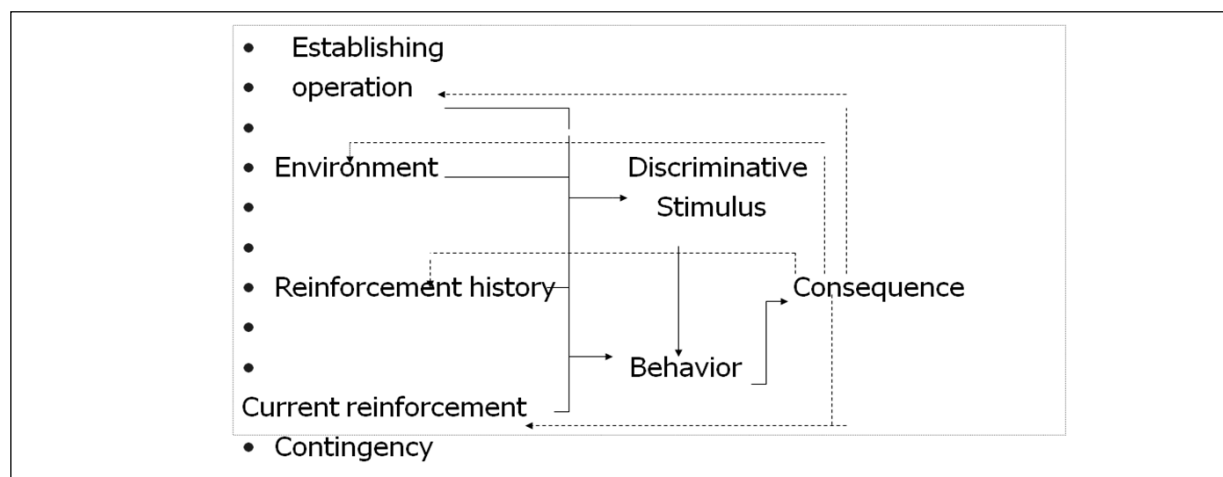 • Establishing
• operation
•
• Environment
Discriminative
• Stimulus
•
• Reinforcement history
Consequence
•
• Behavior
Current reinforcement
• Contingency